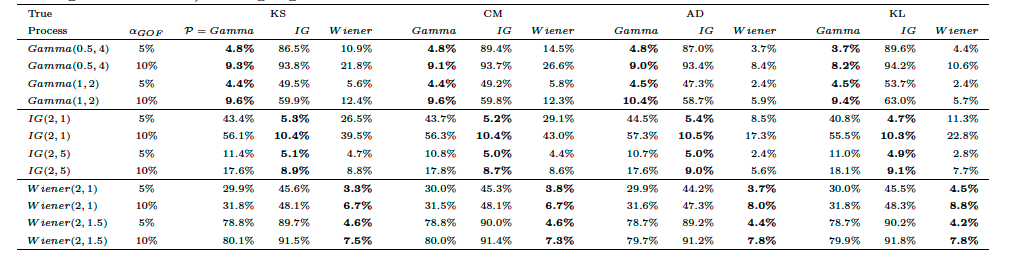 True KS CM AD KL
Process α_GOF 𝒫 = Gamma IG Wiener Gamma IG Wiener Gamma IG Wiener Gamma IG Wiener
Gamma(0.5, 4) 5% 4.8% 86.5% 10.9% 4.8% 89.4% 14.5% 4.8% 87.0% 3.7% 3.7% 89.6% 4.4%
Gamma(0.5, 4) 10% 9.3% 93.8% 21.8% 9.1% 93.7% 26.6% 9.0% 93.4% 8.4% 8.2% 94.2% 10.6%
Gamma(1, 2) 5% 4.4% 49.5% 5.6% 4.4% 49.2% 5.8% 4.5% 47.3% 2.4% 4.5% 53.7% 2.4%
Gamma(1, 2) 10% 9.6% 59.9% 12.4% 9.6% 59.8% 12.3% 10.4% 58.7% 5.9% 9.4% 63.0% 5.7%
IG(2, 1) 5% 43.4% 5.3% 26.5% 43.7% 5.2% 29.1% 44.5% 5.4% 8.5% 40.8% 4.7% 11.3%
IG(2, 1) 10% 56.1% 10.4% 39.5% 56.3% 10.4% 43.0% 57.3% 10.5% 17.3% 55.5% 10.3% 22.8%
IG(2, 5) 5% 11.4% 5.1% 4.7% 10.8% 5.0% 4.4% 10.7% 5.0% 2.4% 11.0% 4.9% 2.8%
IG(2, 5) 10% 17.6% 8.9% 8.8% 17.8% 8.7% 8.6% 17.6% 9.0% 5.6% 18.1% 9.1% 7.7%
Wiener(2, 1) 5% 29.9% 45.6% 3.3% 30.0% 45.3% 3.8% 29.9% 44.2% 3.7% 30.0% 45.5% 4.5%
Wiener(2, 1) 10% 31.8% 48.1% 6.7% 31.5% 48.1% 6.7% 31.6% 47.3% 8.0% 31.8% 48.3% 8.8%
Wiener(2, 1.5) 5% 78.8% 89.7% 4.6% 78.8% 90.0% 4.6% 78.7% 89.2% 4.4% 78.7% 90.2% 4.2%
Wiener(2, 1.5) 10% 80.1% 91.5% 7.5% 80.0% 91.4% 7.3% 79.7% 91.2% 7.8% 79.9% 91.8% 7.8%